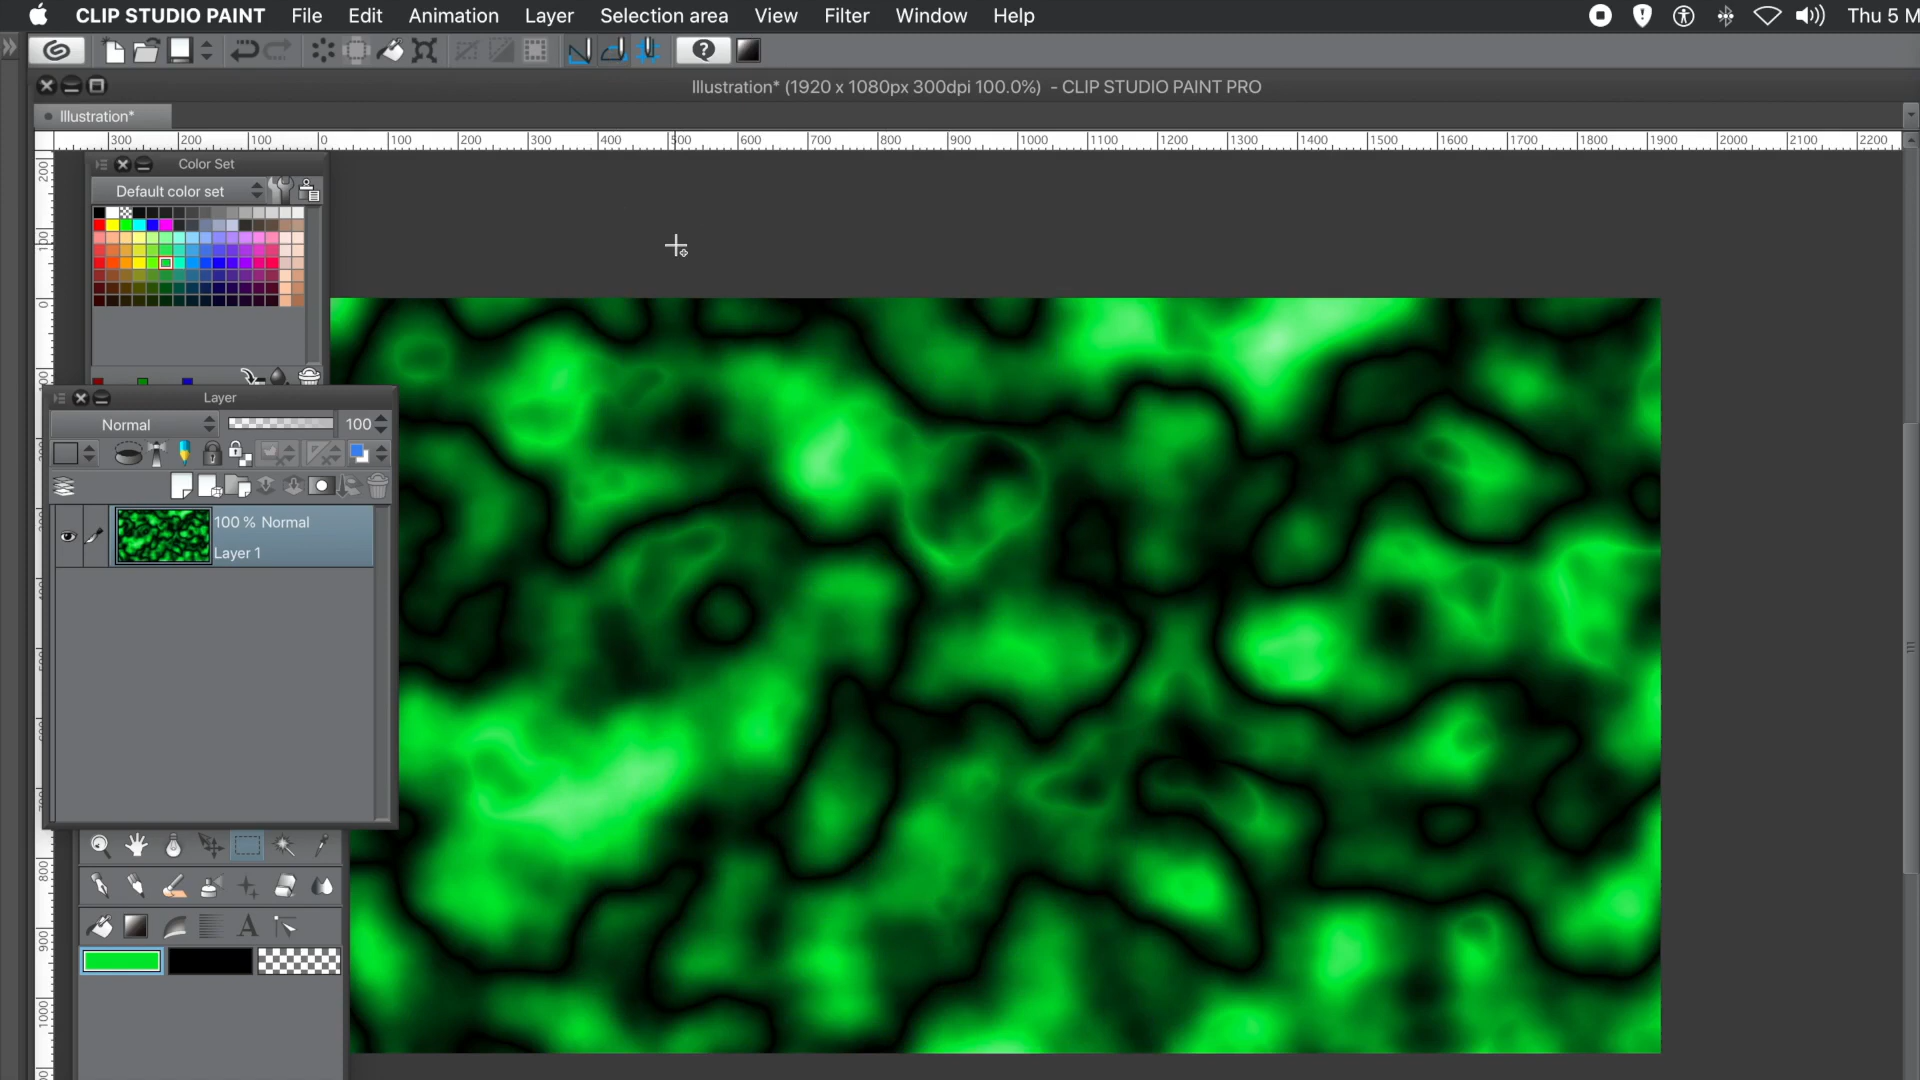 CLIP STUDIO PAINT File Edit Animation Layer Selection area View Filter Window Help Thu 5 M
Illustration* (1920 x 1080px 300dpi 100.0%) - CLIP STUDIO PAINT PRO
Illustration*
300 200 100 0 100 200 300 400 500 600 700 800 900 1000 1100 1200 1300 1400 1500 1600 1700 1800 1900 2100 2200
200
Color Set
Default color set
100
0
Layer
Normal 100
100 % Normal
Layer 1
800
900
A
1000